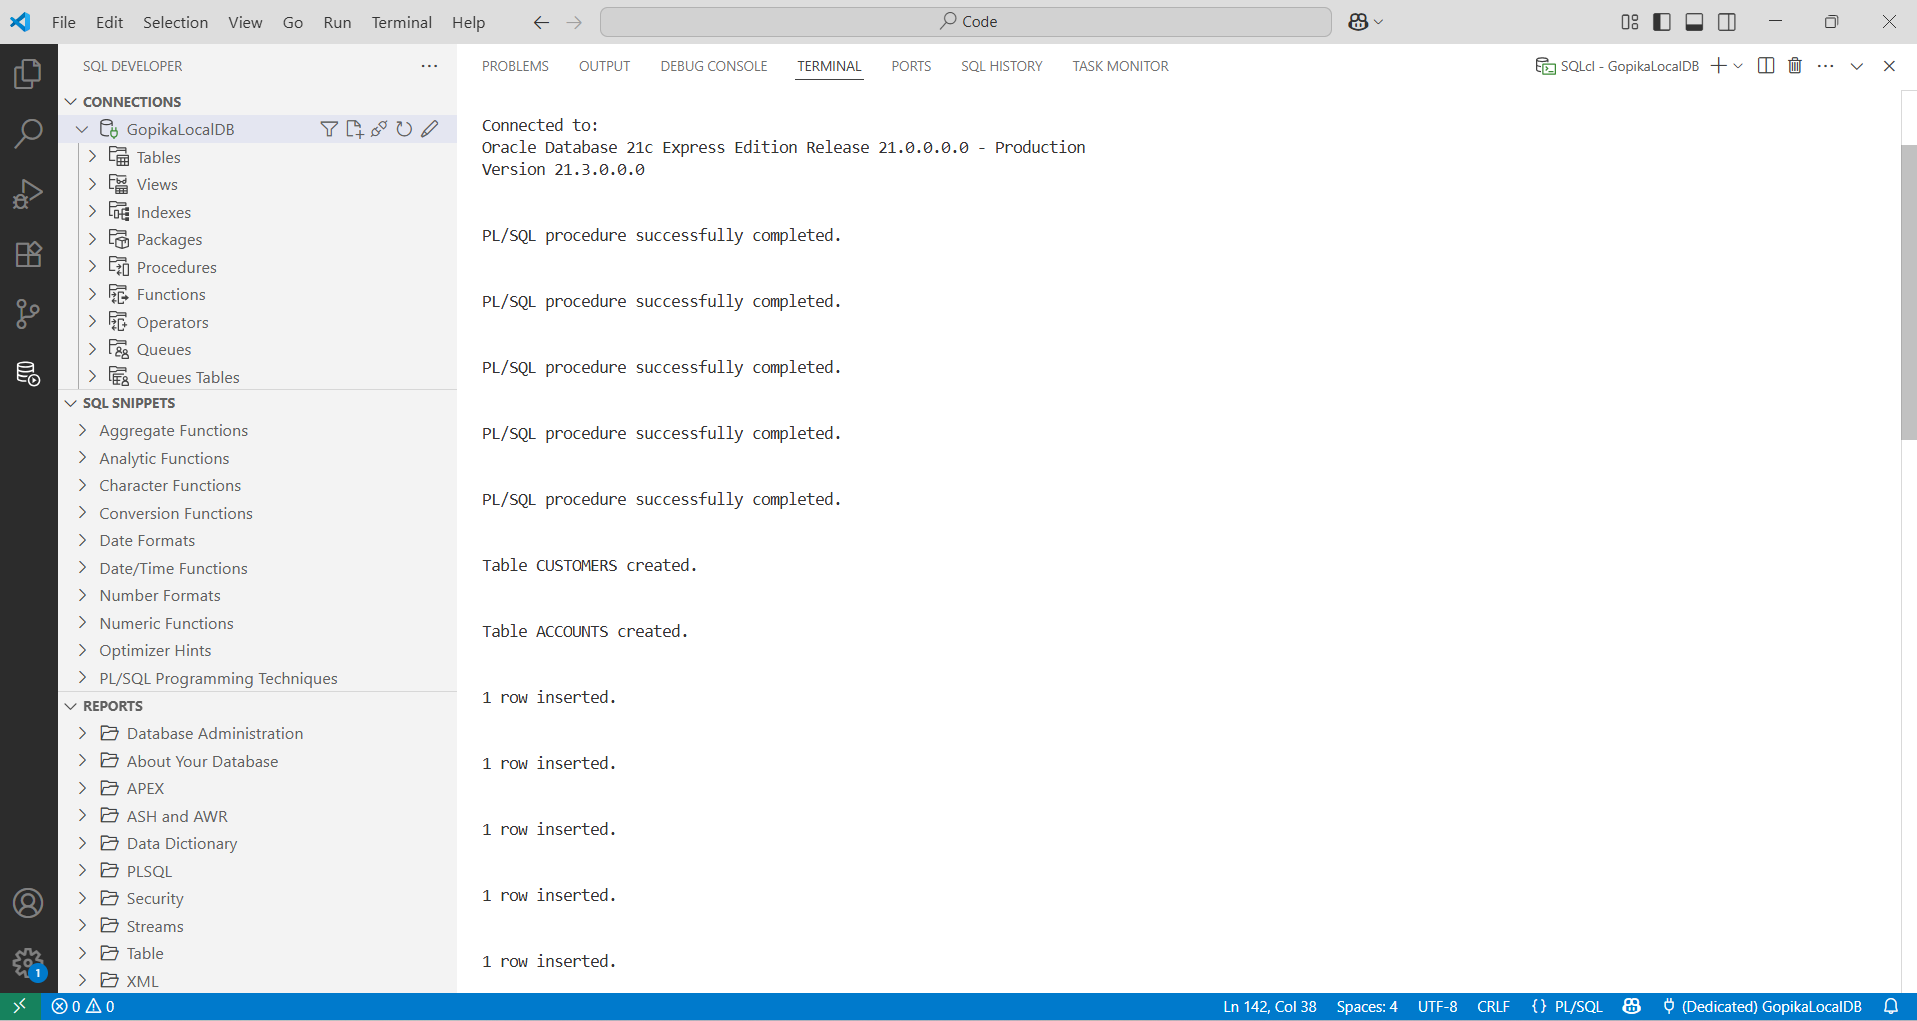 File Edit Selection View Go Run Terminal Help Code
SQL DEVELOPER
CONNECTIONS
GopikaLocalDB
Tables
Views
Indexes
Packages
Procedures
Functions
Operators
Queues
Queues Tables
SQL SNIPPETS
Aggregate Functions
Analytic Functions
Character Functions
Conversion Functions
Date Formats
Date/Time Functions
Number Formats
Numeric Functions
Optimizer Hints
PL/SQL Programming Techniques
REPORTS
Database Administration
About Your Database
APEX
ASH and AWR
Data Dictionary
PLSQL
Security
Streams
Table
XML
1
PROBLEMS OUTPUT DEBUG CONSOLE TERMINAL PORTS SQL HISTORY TASK MONITOR SQLcl - GopikaLocalDB
Connected to:
Oracle Database 21c Express Edition Release 21.0.0.0.0 - Production
Version 21.3.0.0.0
PL/SQL procedure successfully completed.
PL/SQL procedure successfully completed.
PL/SQL procedure successfully completed.
PL/SQL procedure successfully completed.
PL/SQL procedure successfully completed.
Table CUSTOMERS created.
Table ACCOUNTS created.
1 row inserted.
1 row inserted.
1 row inserted.
1 row inserted.
1 row inserted.
0 0 Ln 142, Col 38 Spaces: 4 UTF-8 CRLF {} PL/SQL (Dedicated) GopikaLocalDB